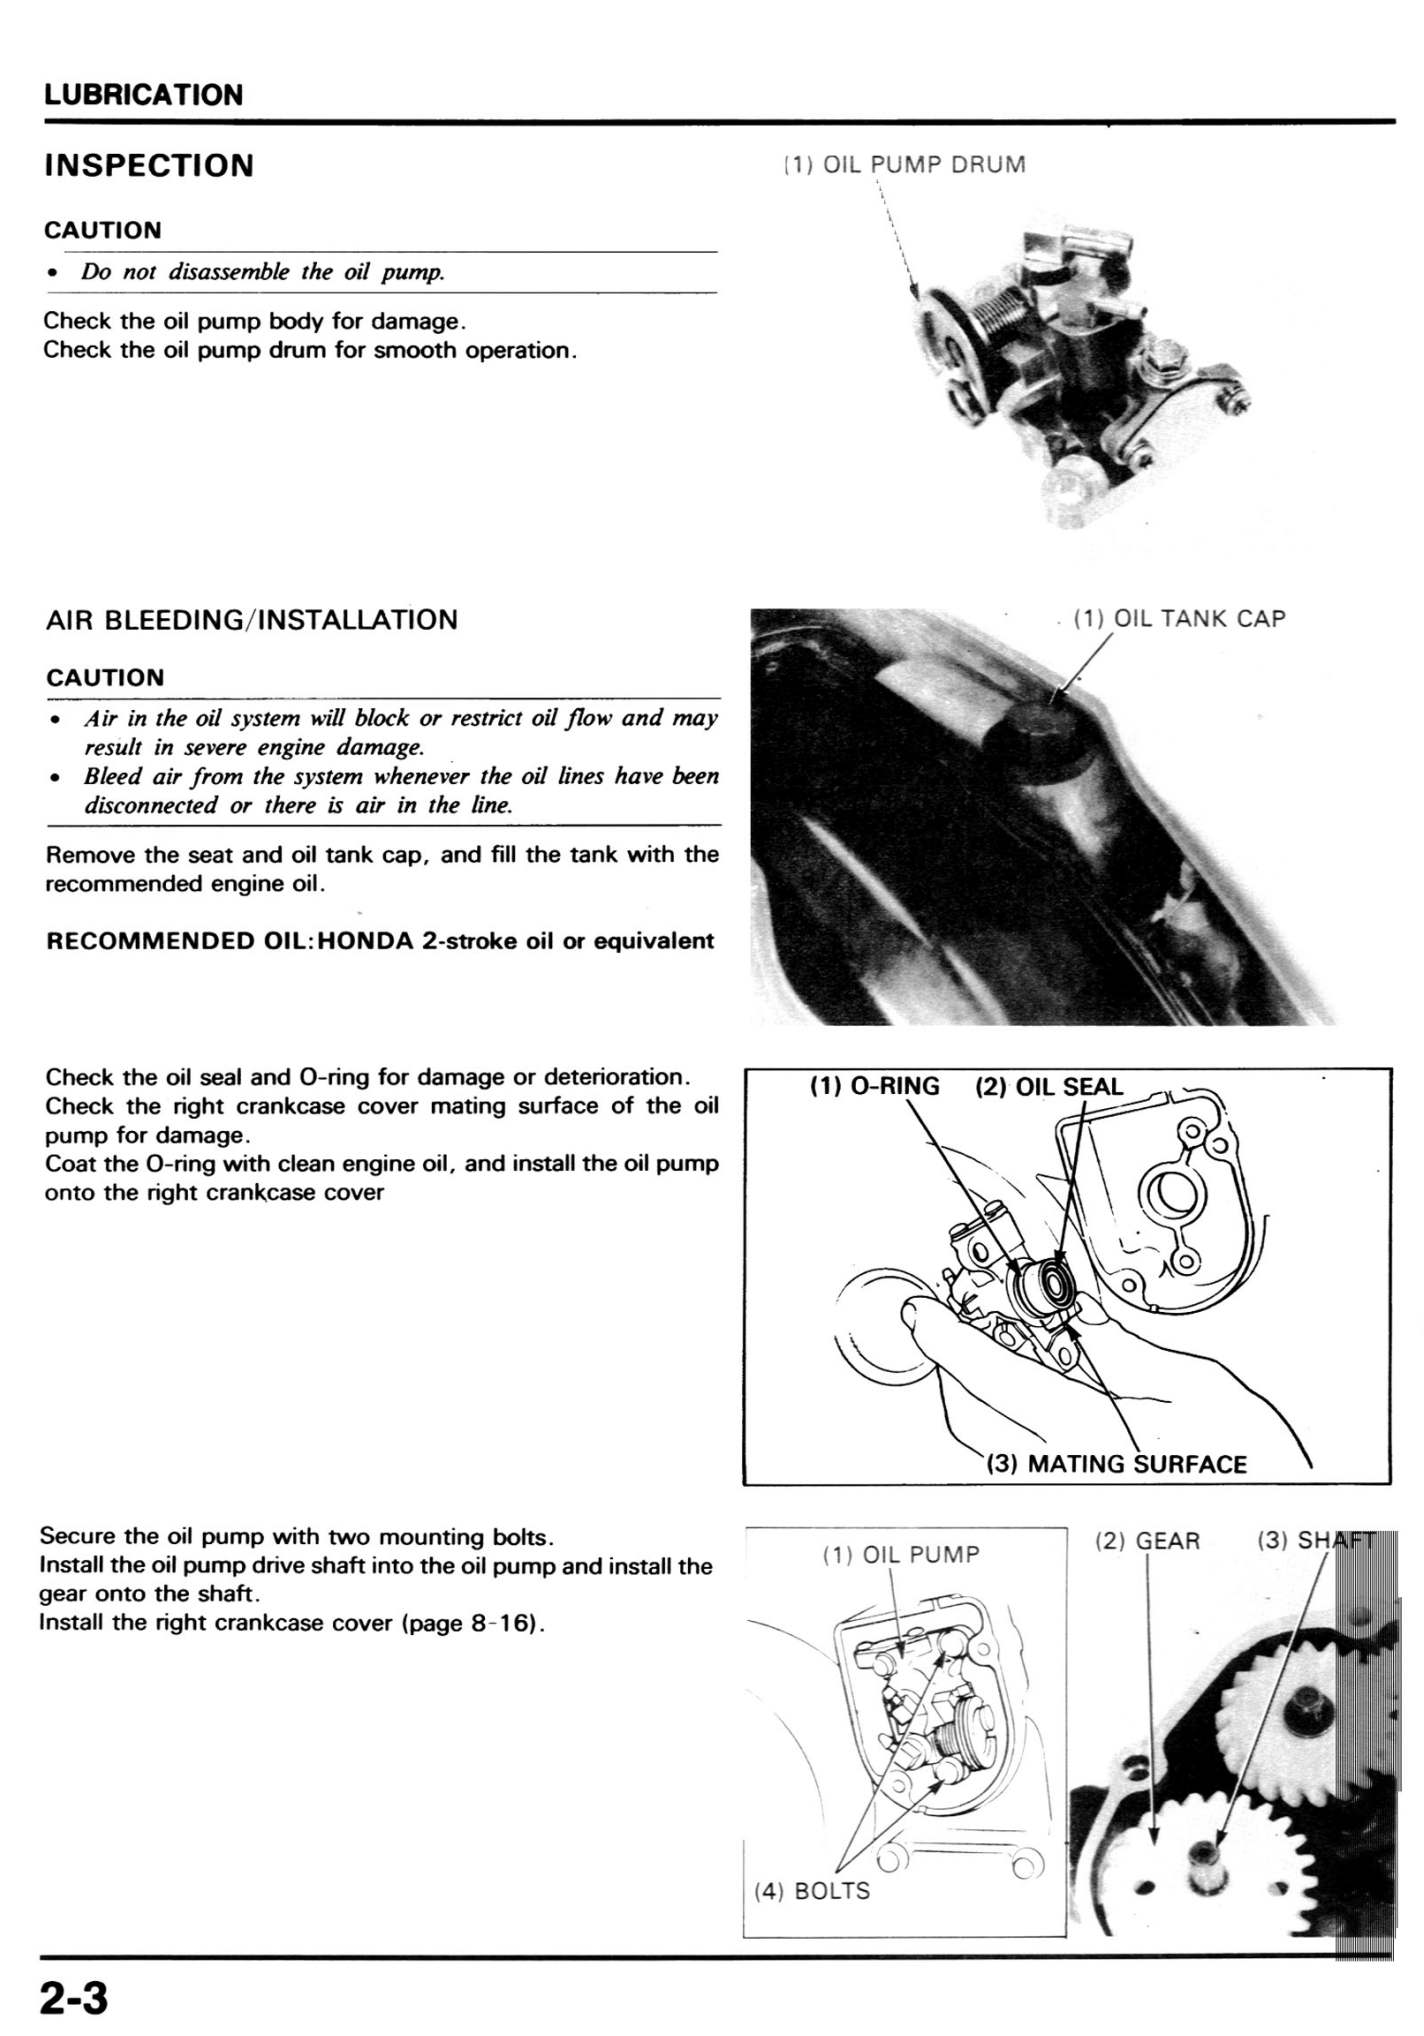 LUBRICATION
INSPECTION
CAUTION
• Do not disassemble the oil pump.
Check the oil pump body for damage.
Check the oil pump drum for smooth operation.
(1) OIL PUMP DRUM
AIR BLEEDING/INSTALLATION
CAUTION
• Air in the oil system will block or restrict oil flow and may
result in severe engine damage.
• Bleed air from the system whenever the oil lines have been
disconnected or there is air in the line.
Remove the seat and oil tank cap, and fill the tank with the
recommended engine oil.
RECOMMENDED OIL: HONDA 2-stroke oil or equivalent
(1) OIL TANK CAP
Check the oil seal and O-ring for damage or deterioration.
Check the right crankcase cover mating surface of the oil
pump for damage.
Coat the O-ring with clean engine oil, and install the oil pump
onto the right crankcase cover
(1) O-RING (2) OIL SEAL
(3) MATING SURFACE
Secure the oil pump with two mounting bolts.
Install the oil pump drive shaft into the oil pump and install the
gear onto the shaft.
Install the right crankcase cover (page 8-16).
(1) OIL PUMP
(4) BOLTS
(2) GEAR (3) SHAFT
2-3